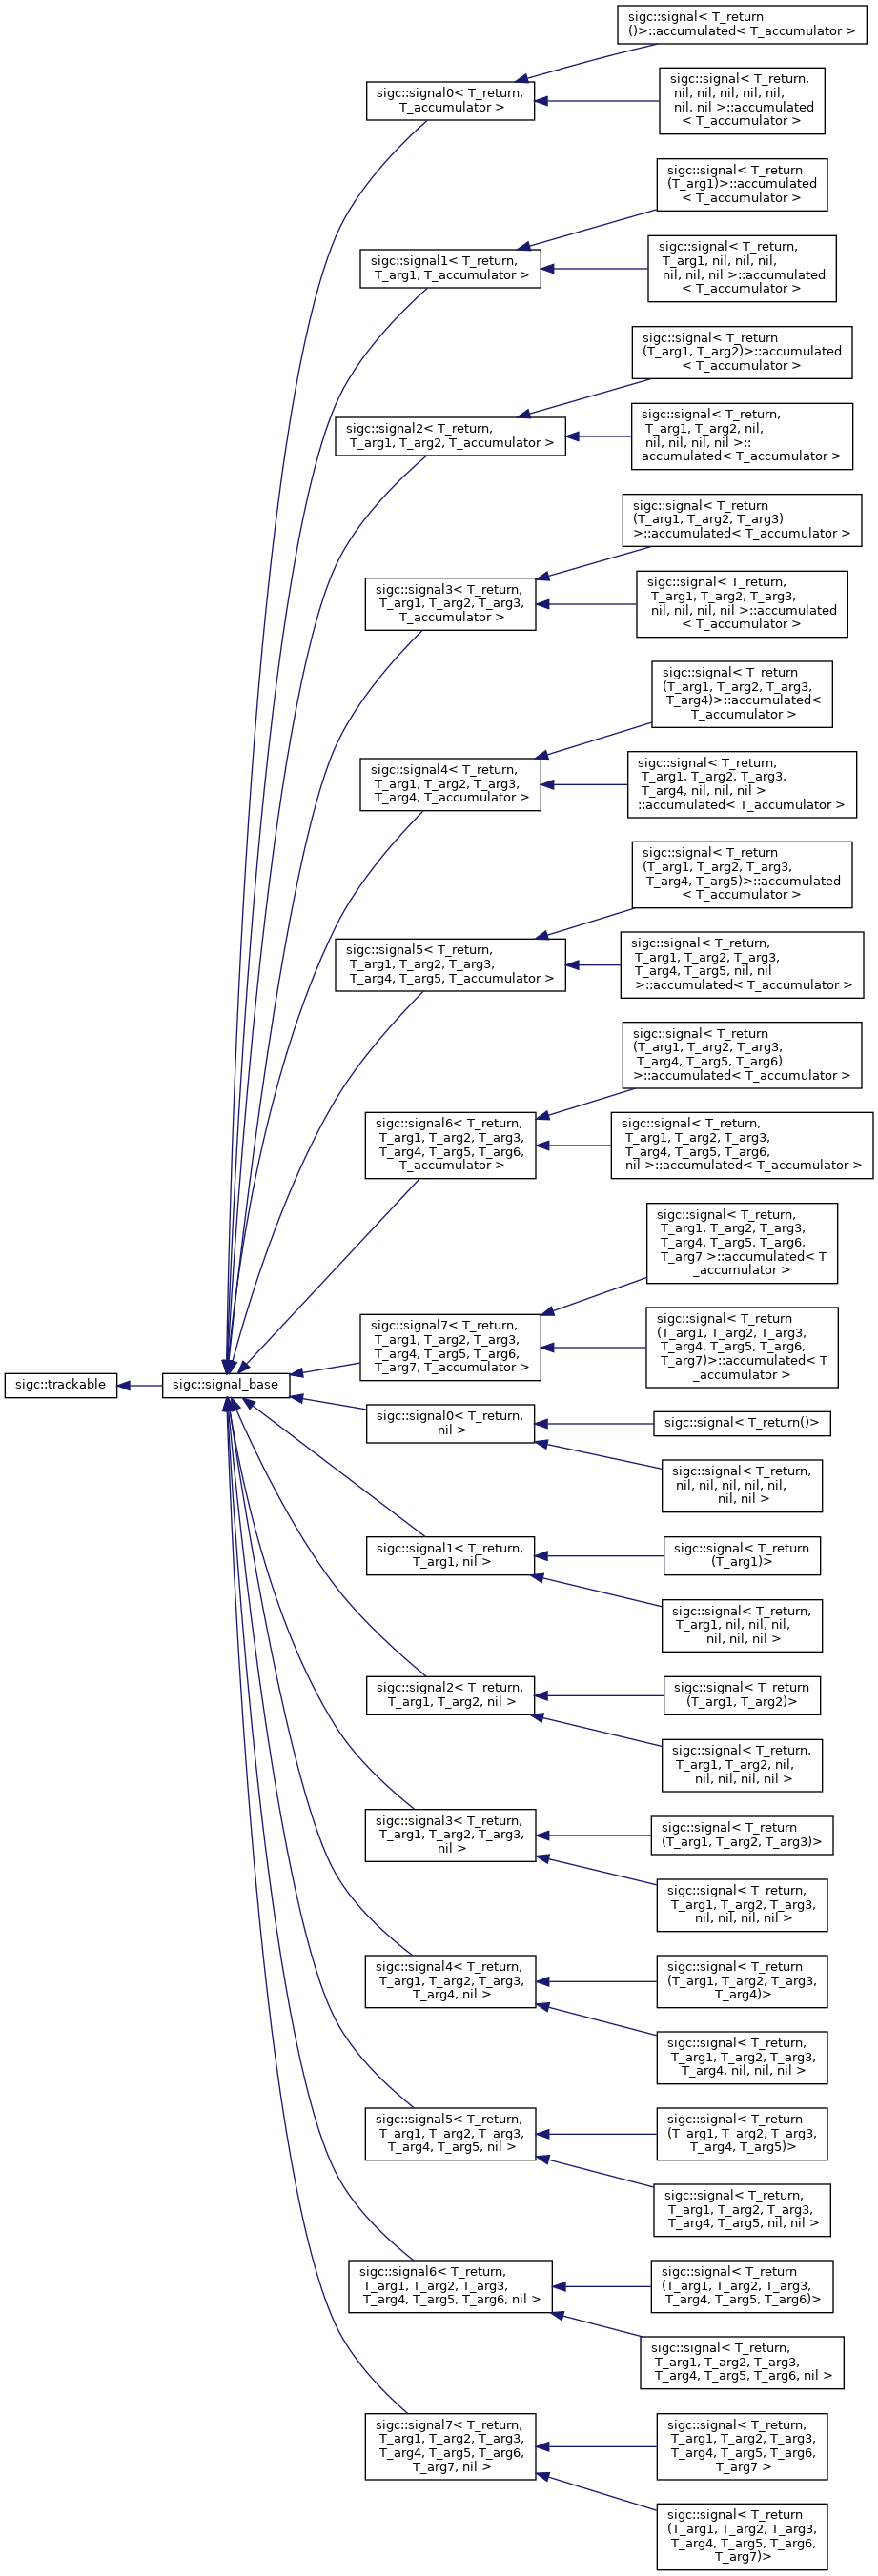 sigc::signal< T_return
()>::accumulated< T_accumulator >
sigc::signal0< T_return,
T_accumulator >
sigc::signal< T_return,
nil, nil, nil, nil, nil,
nil, nil >::accumulated
< T_accumulator >
sigc::signal< T_return
(T_arg1)>::accumulated
< T_accumulator >
sigc::signal1< T_return,
T_arg1, T_accumulator >
sigc::signal< T_return,
T_arg1, nil, nil, nil,
nil, nil, nil >::accumulated
< T_accumulator >
sigc::signal< T_return
(T_arg1, T_arg2)>::accumulated
< T_accumulator >
sigc::signal2< T_return,
T_arg1, T_arg2, T_accumulator >
sigc::signal< T_return,
T_arg1, T_arg2, nil,
nil, nil, nil, nil >::
accumulated< T_accumulator >
sigc::signal< T_return
(T_arg1, T_arg2, T_arg3)
>::accumulated< T_accumulator >
sigc::signal3< T_return,
T_arg1, T_arg2, T_arg3,
T_accumulator >
sigc::signal< T_return,
T_arg1, T_arg2, T_arg3,
nil, nil, nil, nil >::accumulated
< T_accumulator >
sigc::signal< T_return
(T_arg1, T_arg2, T_arg3,
T_arg4)>::accumulated<
T_accumulator >
sigc::signal4< T_return,
T_arg1, T_arg2, T_arg3,
T_arg4, T_accumulator >
sigc::signal< T_return,
T_arg1, T_arg2, T_arg3,
T_arg4, nil, nil, nil >
::accumulated< T_accumulator >
sigc::signal< T_return
(T_arg1, T_arg2, T_arg3,
T_arg4, T_arg5)>::accumulated
< T_accumulator >
sigc::signal5< T_return,
T_arg1, T_arg2, T_arg3,
T_arg4, T_arg5, T_accumulator >
sigc::signal< T_return,
T_arg1, T_arg2, T_arg3,
T_arg4, T_arg5, nil, nil
>::accumulated< T_accumulator >
sigc::signal< T_return
(T_arg1, T_arg2, T_arg3,
T_arg4, T_arg5, T_arg6)
>::accumulated< T_accumulator >
sigc::signal6< T_return,
T_arg1, T_arg2, T_arg3,
T_arg4, T_arg5, T_arg6,
T_accumulator >
sigc::signal< T_return,
T_arg1, T_arg2, T_arg3,
T_arg4, T_arg5, T_arg6,
nil >::accumulated< T_accumulator >
sigc::signal< T_return,
T_arg1, T_arg2, T_arg3,
T_arg4, T_arg5, T_arg6,
T_arg7 >::accumulated< T
_accumulator >
sigc::signal7< T_return,
T_arg1, T_arg2, T_arg3,
T_arg4, T_arg5, T_arg6,
T_arg7, T_accumulator >
sigc::signal< T_return
(T_arg1, T_arg2, T_arg3,
T_arg4, T_arg5, T_arg6,
T_arg7)>::accumulated< T
_accumulator >
sigc::trackable
sigc::signal_base
sigc::signal0< T_return,
nil >
sigc::signal< T_return()>
sigc::signal< T_return,
nil, nil, nil, nil, nil,
nil, nil >
sigc::signal1< T_return,
T_arg1, nil >
sigc::signal< T_return
(T_arg1)>
sigc::signal< T_return,
T_arg1, nil, nil, nil,
nil, nil, nil >
sigc::signal2< T_return,
T_arg1, T_arg2, nil >
sigc::signal< T_return
(T_arg1, T_arg2)>
sigc::signal< T_return,
T_arg1, T_arg2, nil,
nil, nil, nil, nil >
sigc::signal3< T_return,
T_arg1, T_arg2, T_arg3,
nil >
sigc::signal< T_return
(T_arg1, T_arg2, T_arg3)>
sigc::signal< T_return,
T_arg1, T_arg2, T_arg3,
nil, nil, nil, nil >
sigc::signal4< T_return,
T_arg1, T_arg2, T_arg3,
T_arg4, nil >
sigc::signal< T_return
(T_arg1, T_arg2, T_arg3,
T_arg4)>
sigc::signal< T_return,
T_arg1, T_arg2, T_arg3,
T_arg4, nil, nil, nil >
sigc::signal5< T_return,
T_arg1, T_arg2, T_arg3,
T_arg4, T_arg5, nil >
sigc::signal< T_return
(T_arg1, T_arg2, T_arg3,
T_arg4, T_arg5)>
sigc::signal< T_return,
T_arg1, T_arg2, T_arg3,
T_arg4, T_arg5, nil, nil >
sigc::signal6< T_return,
T_arg1, T_arg2, T_arg3,
T_arg4, T_arg5, T_arg6, nil >
sigc::signal< T_return
(T_arg1, T_arg2, T_arg3,
T_arg4, T_arg5, T_arg6)>
sigc::signal< T_return,
T_arg1, T_arg2, T_arg3,
T_arg4, T_arg5, T_arg6, nil >
sigc::signal7< T_return,
T_arg1, T_arg2, T_arg3,
T_arg4, T_arg5, T_arg6,
T_arg7, nil >
sigc::signal< T_return,
T_arg1, T_arg2, T_arg3,
T_arg4, T_arg5, T_arg6,
T_arg7 >
sigc::signal< T_return
(T_arg1, T_arg2, T_arg3,
T_arg4, T_arg5, T_arg6,
T_arg7)>